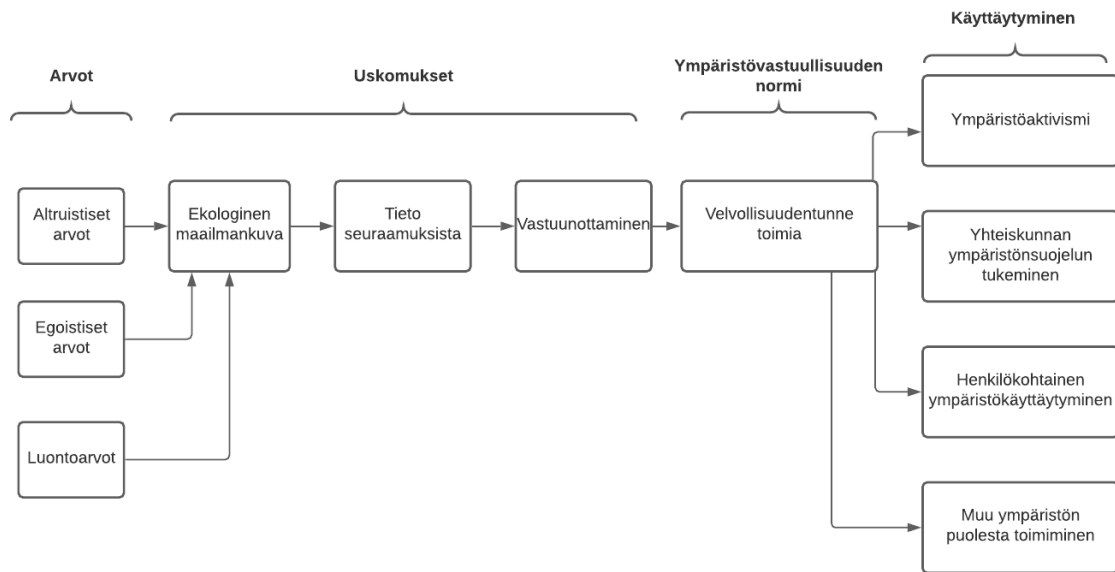 Käyttäytyminen
Arvot
Uskomukset
Ympäristövastuullisuuden
normi
Ympäristöaktivismi
Altruistiset
arvot
Ekologinen
maailmankuva
Tieto
seuraamuksista
Vastuunottaminen
Velvollisuudentunne
toimia
Yhteiskunnan
ympäristönsuojelun
tukeminen
Egoistiset
arvot
Henkilökohtainen
ympäristökäyttäytyminen
Luontoarvot
Muu ympäristön
puolesta toimiminen